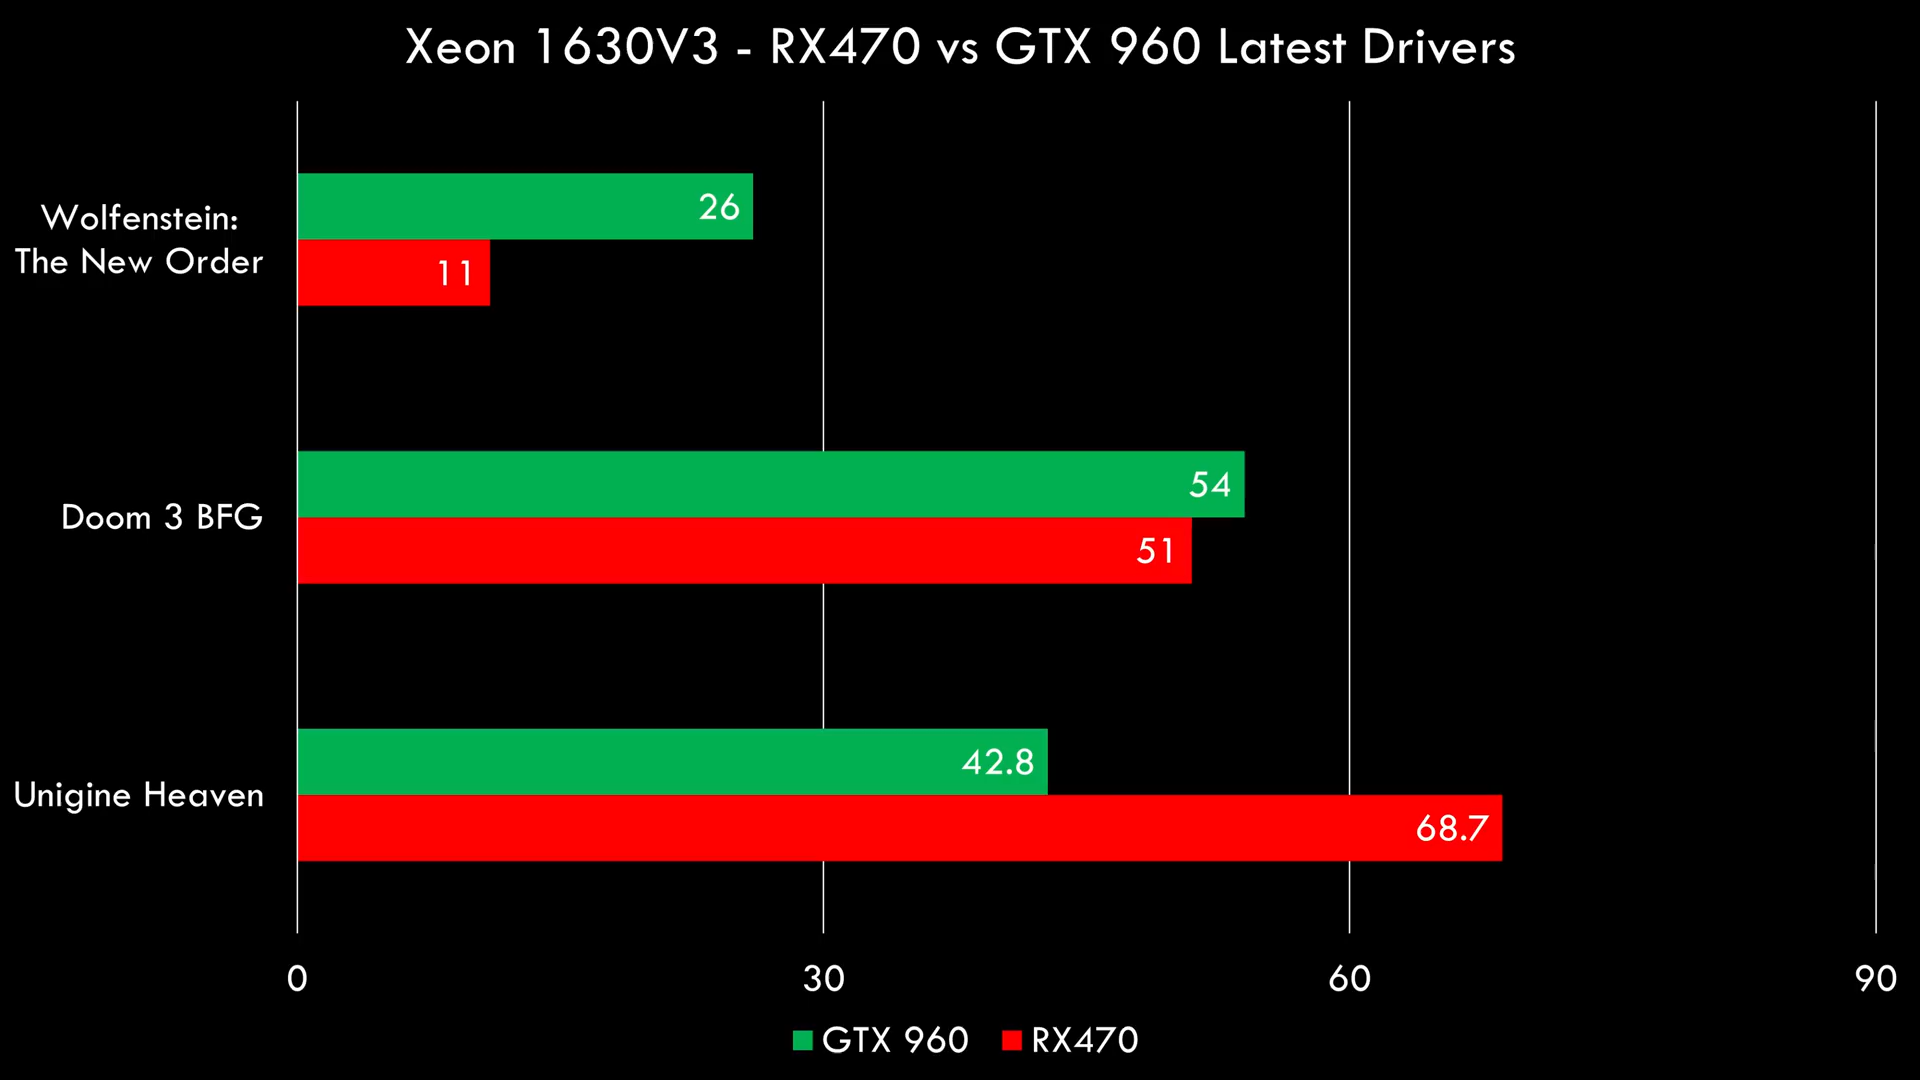 Xeon 1630V3 - RX470 vs GTX 960 Latest Drivers
Wolfenstein:
The New Order
26
11
Doom 3 BFG
54
51
Unigine Heaven
42.8
68.7
0 30 60 90
GTX 960 RX470